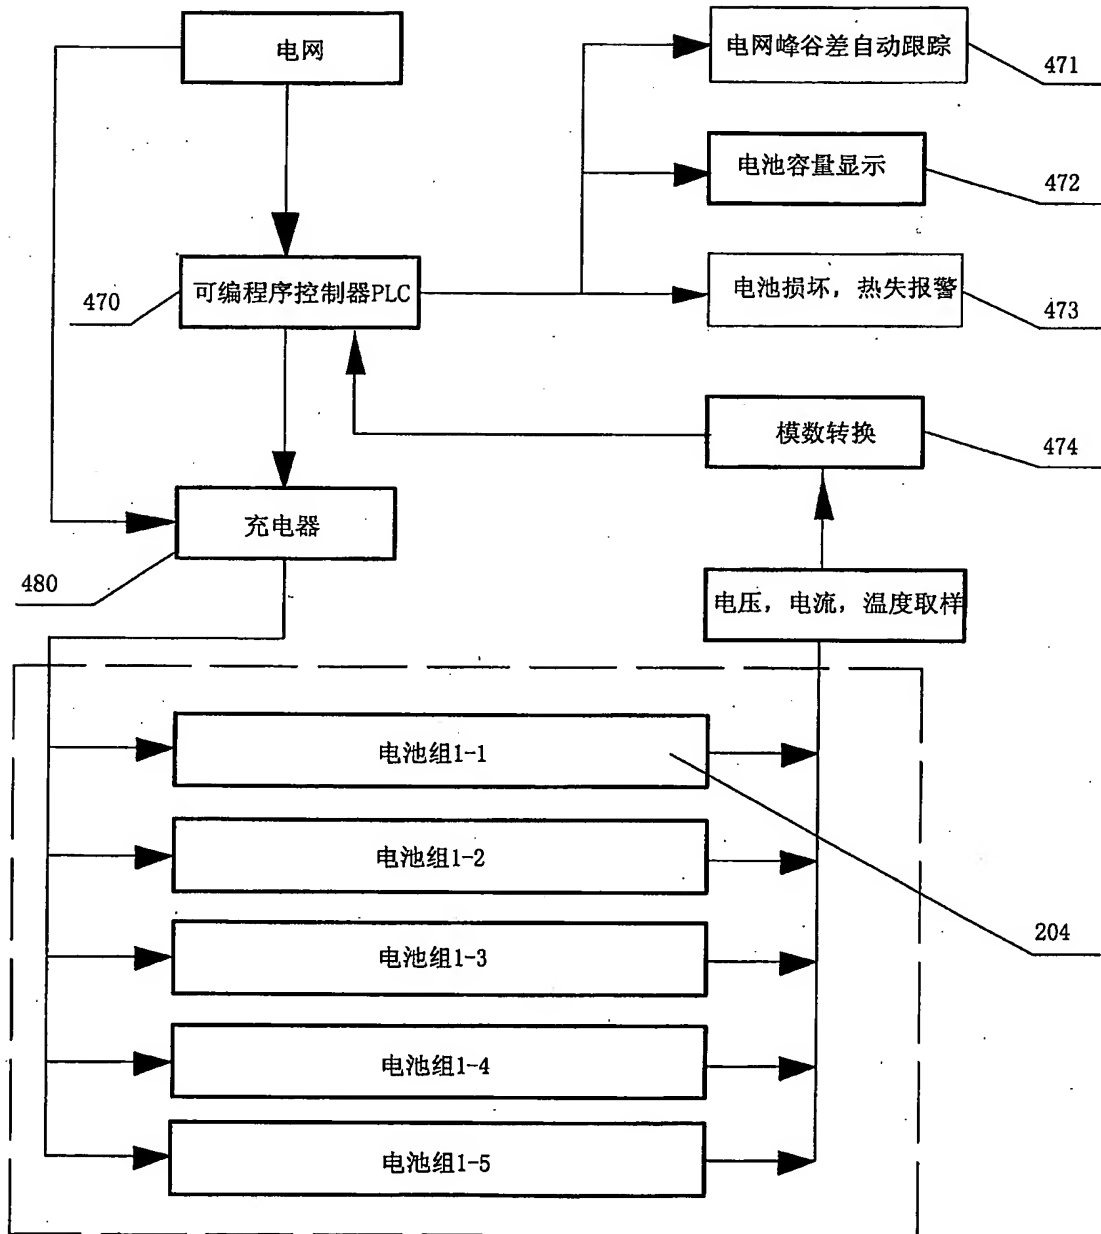 电网
电网峰谷差自动跟踪
471
电池容量显示
472
可编程序控制器PLC
470
电池损坏，热失报警
473
模数转换
474
充电器
480
电压，电流，温度取样
电池组1-1
电池组1-2
204
电池组1-3
电池组1-4
电池组1-5